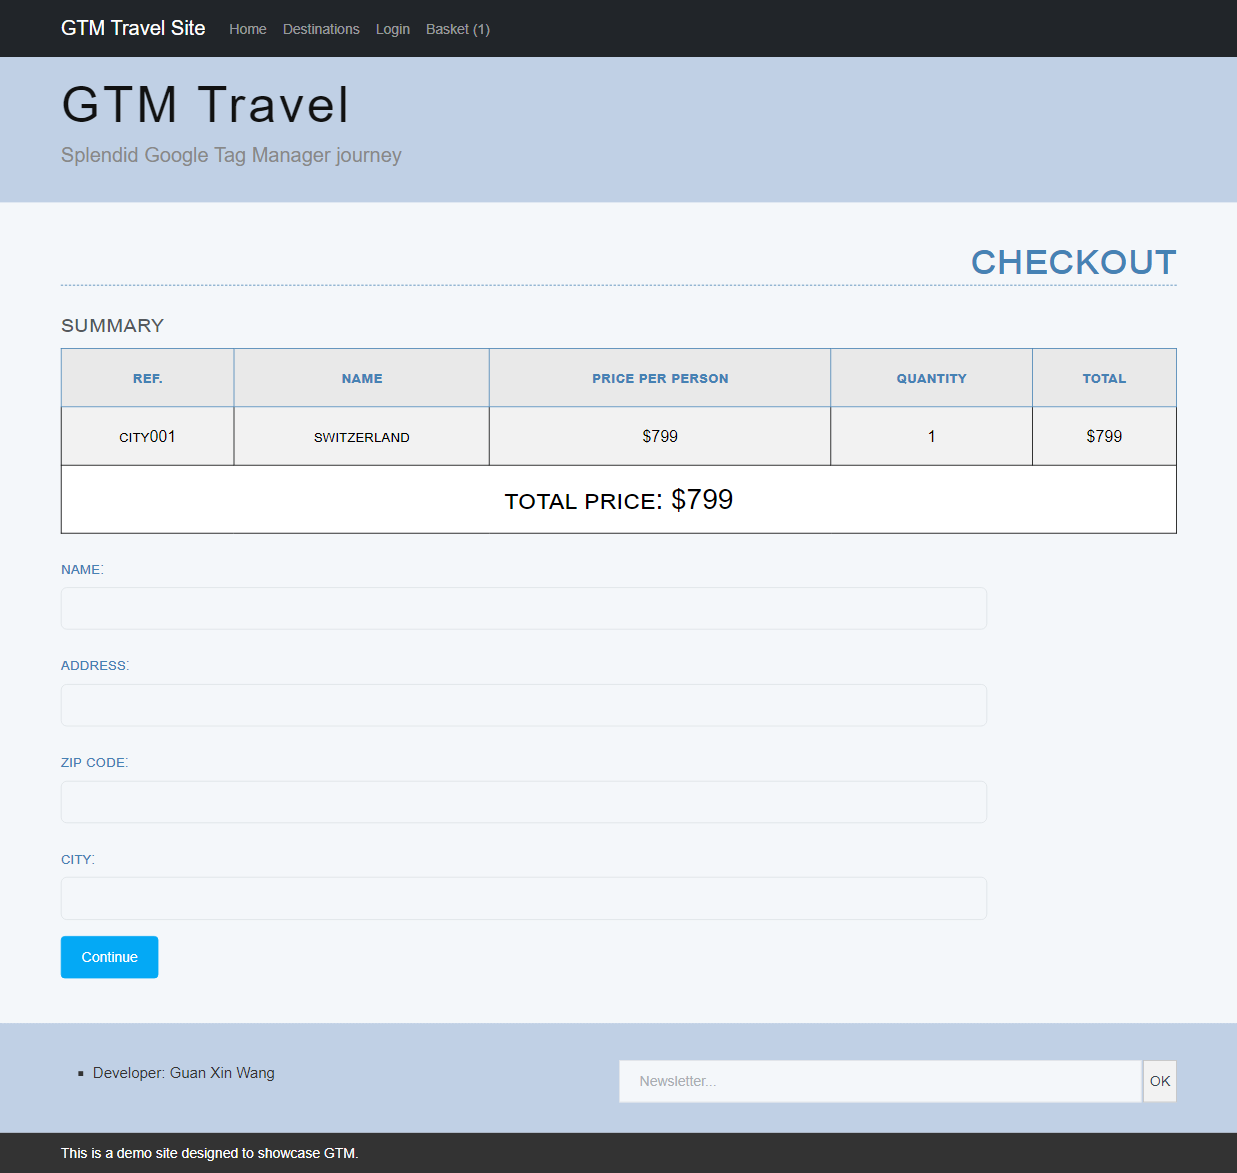 GTM Travel Site Home Destinations Login Basket (1)
GTM Travel
Splendid Google Tag Manager journey
CHECKOUT
SUMMARY
REF. NAME PRICE PER PERSON QUANTITY TOTAL
CITY001 SWITZERLAND $799 1 $799
TOTAL PRICE: $799
NAME:
ADDRESS:
ZIP CODE:
CITY:
Continue
Developer: Guan Xin Wang
Newsletter... OK
This is a demo site designed to showcase GTM.